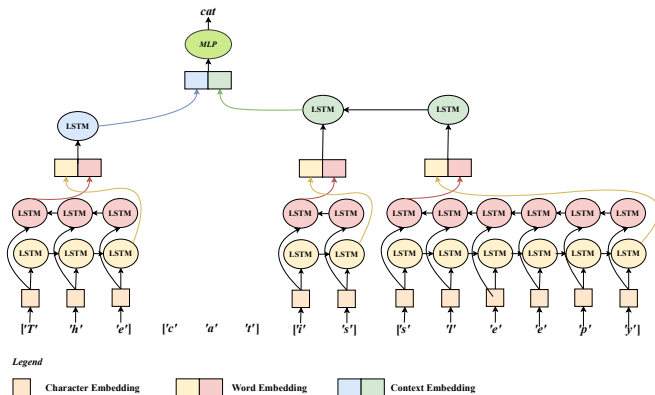 cat
MLP
LSTM LSTM
LSTM
LSTM LSTM LSTM LSTM LSTM LSTM LSTM LSTM LSTM LSTM LSTM
LSTM LSTM LSTM LSTM LSTM LSTM LSTM LSTM LSTM LSTM LSTM
['T' 'h' 'e'] ['c' 'a' 't'] ['i' 's'] ['s' 'l' 'e' 'e' 'p' 'y']
Legend
Character Embedding Word Embedding Context Embedding